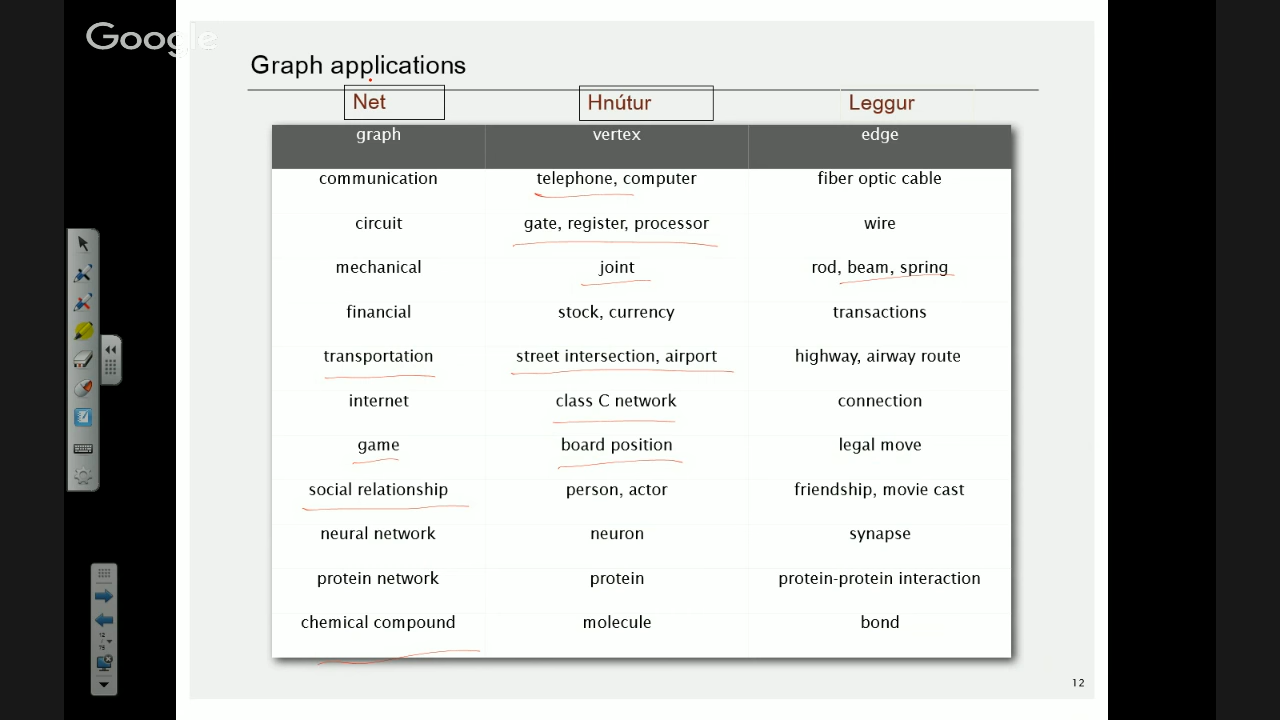 Google
Graph applications
Net Hnútur Leggur
graph vertex edge
communication telephone, computer fiber optic cable
circuit gate, register, processor wire
mechanical joint rod, beam, spring
financial stock, currency transactions
transportation street intersection, airport highway, airway route
internet class C network connection
game board position legal move
social relationship person, actor friendship, movie cast
neural network neuron synapse
protein network protein protein-protein interaction
chemical compound molecule bond
12